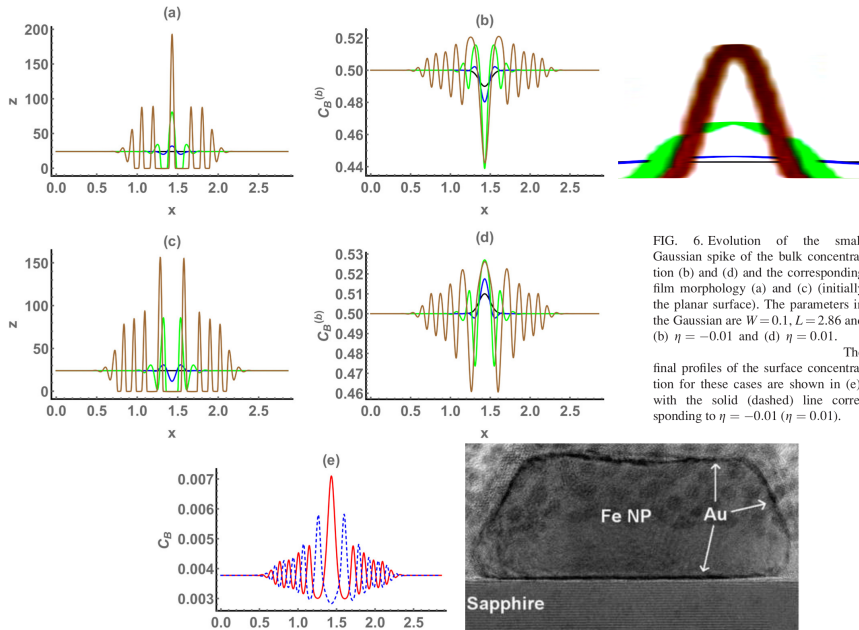 (a)
200
150
100
50
0
z
0.0 0.5 1.0 1.5 2.0 2.5
x
(b)
0.52
0.50
0.48
0.46
0.44
C_B^(b)
0.0 0.5 1.0 1.5 2.0 2.5
x
(c)
150
100
50
0
z
0.0 0.5 1.0 1.5 2.0 2.5
x
(d)
0.53
0.52
0.51
0.50
0.49
0.48
0.47
0.46
C_B^(b)
0.0 0.5 1.0 1.5 2.0 2.5
x
FIG. 6. Evolution of the small
Gaussian spike of the bulk concentra-
tion (b) and (d) and the corresponding
film morphology (a) and (c) (initially
the planar surface). The parameters in
the Gaussian are W = 0.1, L = 2.86 and
(b) η = −0.01 and (d) η = 0.01.
The
final profiles of the surface concentra-
tion for these cases are shown in (e)
with the solid (dashed) line corre-
sponding to η = −0.01 (η = 0.01).
(e)
0.007
0.006
0.005
0.004
0.003
C_B
0.0 0.5 1.0 1.5 2.0 2.5
x
Fe NP
Au
Sapphire